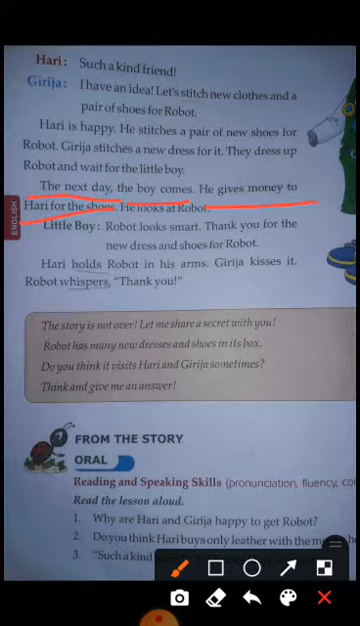 Hari: Such a kind friend!
Girija: I have an idea! Let's stitch new clothes and a
pair of shoes for Robot.
Hari is happy. He stitches a pair of new shoes for
Robot. Girija stitches a new dress for it. They dress up
Robot and wait for the little boy.
The next day, the boy comes. He gives money to
Hari for the shoes. He looks at Robot.
ENGLISH
Little Boy: Robot looks smart. Thank you for the
new dress and shoes for Robot.
Hari holds Robot in his arms. Girija kisses it.
Robot whispers, "Thank you!"
The story is not over! Let me share a secret with you!
Robot has many new dresses and shoes in its box.
Do you think it visits Hari and Girija sometimes?
Think and give me an answer!
FROM THE STORY
ORAL
Reading and Speaking Skills (pronunciation, fluency,
Read the lesson aloud.
1. Why are Hari and Girija happy to get Robot?
2. Do you think Hari buys only leather with the
3. "Such a kind